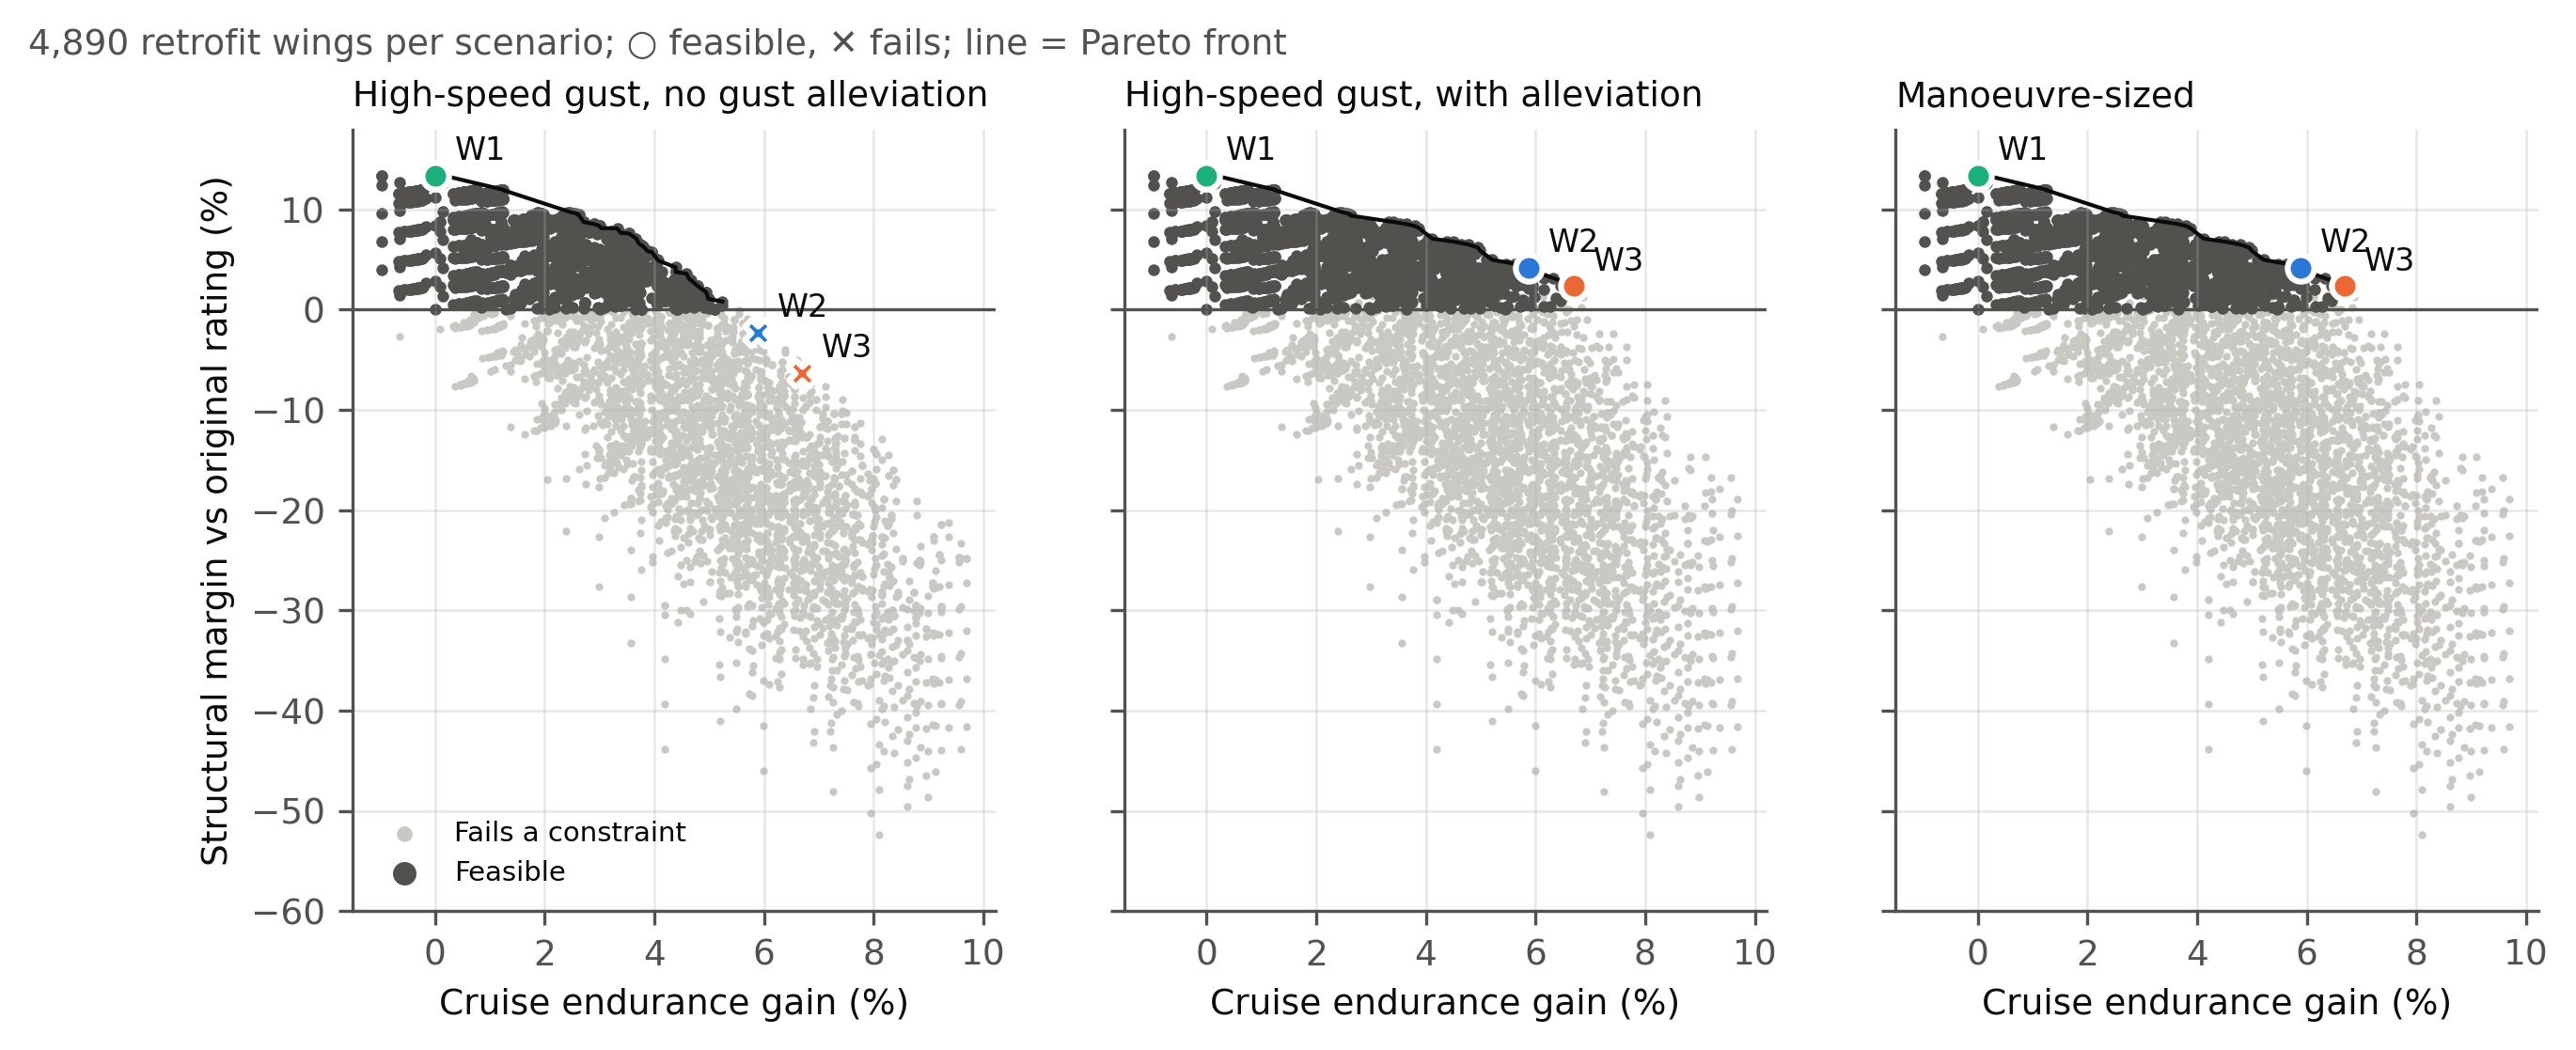 4,890 retrofit wings per scenario; ○ feasible, ✕ fails; line = Pareto front
High-speed gust, no gust alleviation
High-speed gust, with alleviation
Manoeuvre-sized
Structural margin vs original rating (%)
10
0
−10
−20
−30
−40
−50
−60
W1
W2
W3
Fails a constraint
Feasible
0 2 4 6 8 10
Cruise endurance gain (%)
W1
W2
W3
0 2 4 6 8 10
Cruise endurance gain (%)
W1
W2
W3
0 2 4 6 8 10
Cruise endurance gain (%)